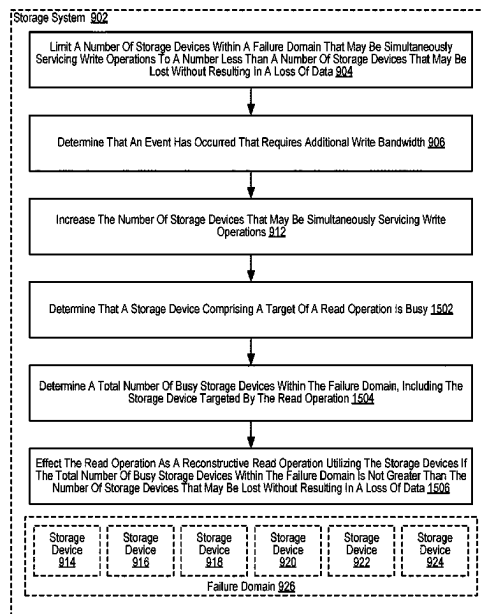 Storage System 902
Limit A Number Of Storage Devices Within A Failure Domain That May Be Simultaneously
Servicing Write Operations To A Number Less Than A Number Of Storage Devices That May Be
Lost Without Resulting In A Loss Of Data 904
Determine That An Event Has Occurred That Requires Additional Write Bandwidth 906
Increase The Number Of Storage Devices That May Be Simultaneously Servicing Write
Operations 912
Determine That A Storage Device Comprising A Target Of A Read Operation Is Busy 1502
Determine A Total Number Of Busy Storage Devices Within The Failure Domain, Including The
Storage Device Targeted By The Read Operation 1504
Effect The Read Operation As A Reconstructive Read Operation Utilizing The Storage Devices If
The Total Number Of Busy Storage Devices Within The Failure Domain Is Not Greater Than The
Number Of Storage Devices That May Be Lost Without Resulting In A Loss Of Data 1506
Storage Device 914
Storage Device 916
Storage Device 918
Storage Device 920
Storage Device 922
Storage Device 924
Failure Domain 926